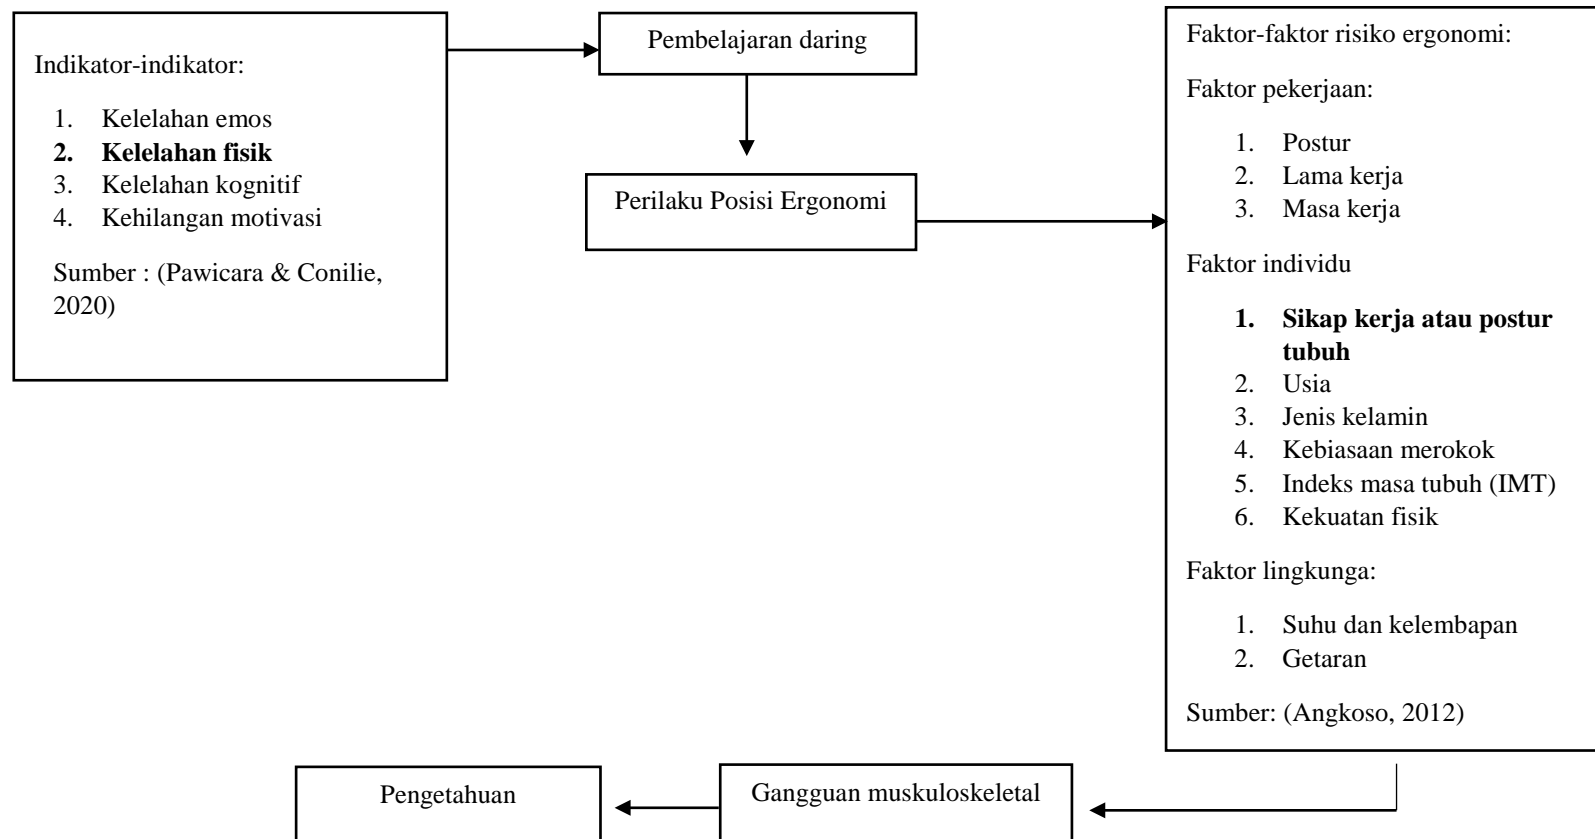 Indikator-indikator:
1. Kelelahan emos
2. Kelelahan fisik
3. Kelelahan kognitif
4. Kehilangan motivasi
Sumber : (Pawicara & Conilie,
2020)
Pembelajaran daring
Perilaku Posisi Ergonomi
Faktor-faktor risiko ergonomi:
Faktor pekerjaan:
1. Postur
2. Lama kerja
3. Masa kerja
Faktor individu
1. Sikap kerja atau postur
tubuh
2. Usia
3. Jenis kelamin
4. Kebiasaan merokok
5. Indeks masa tubuh (IMT)
6. Kekuatan fisik
Faktor lingkunga:
1. Suhu dan kelembapan
2. Getaran
Sumber: (Angkoso, 2012)
Gangguan muskuloskeletal
Pengetahuan